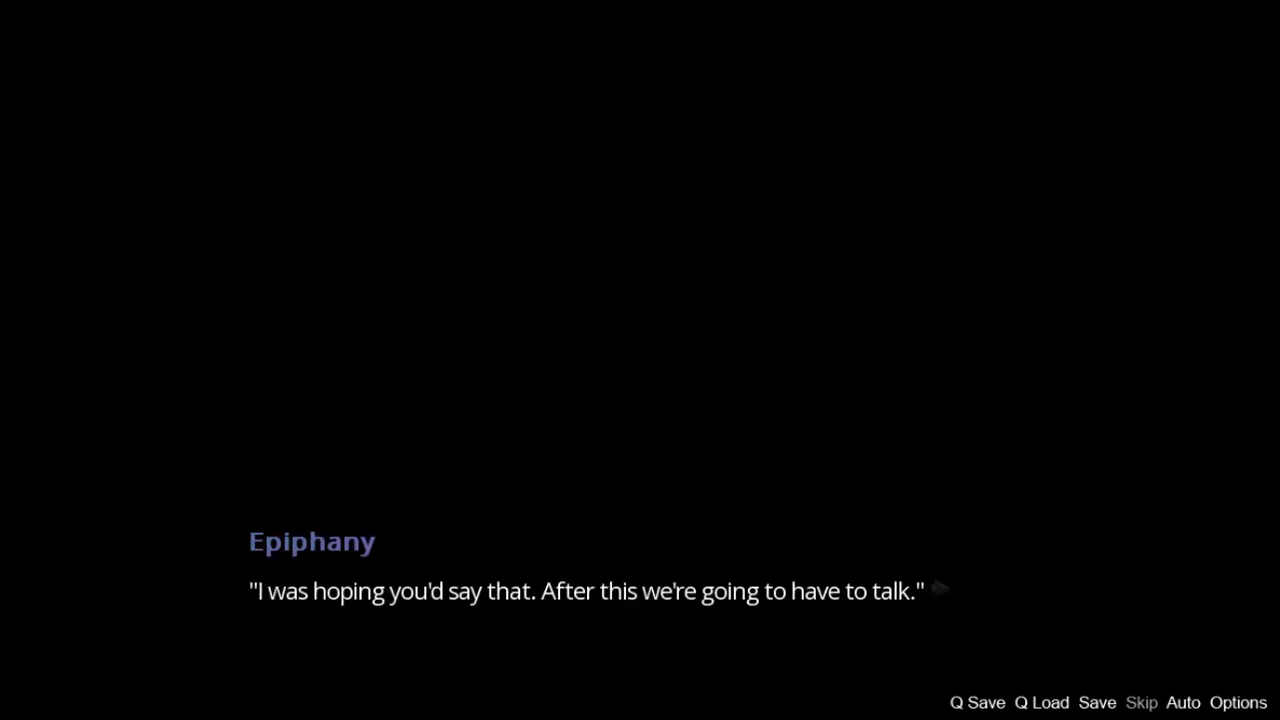 Epiphany
"I was hoping you'd say that. After this we're going to have to talk."
Q Save Q Load Save Skip Auto Options